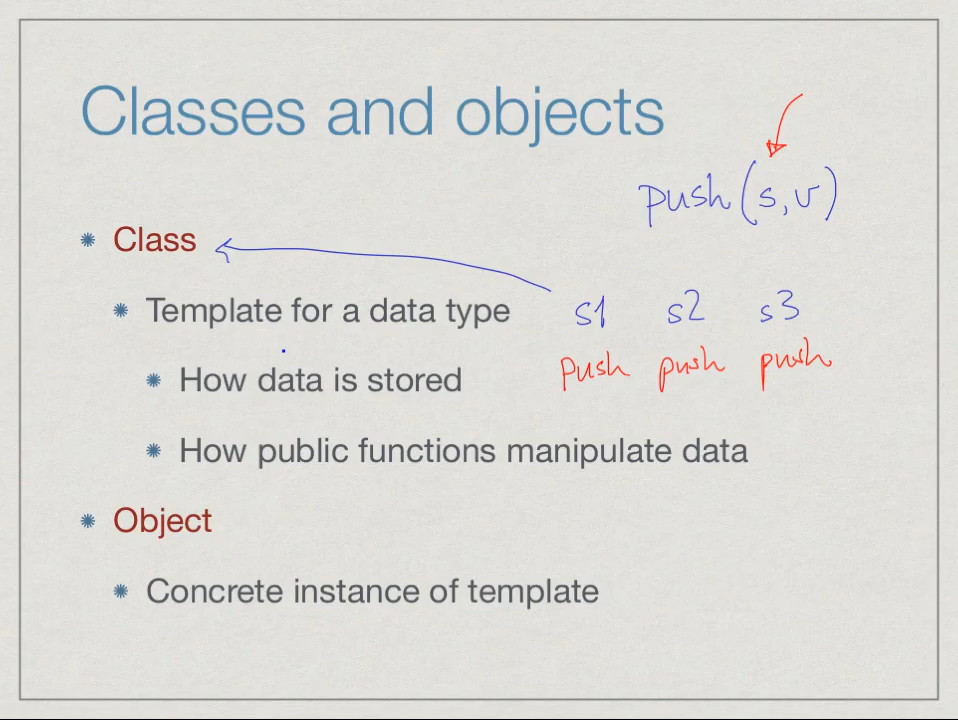 Classes and objects
push(s,v)
Class
Template for a data type
s1 s2 s3
push push push
How data is stored
How public functions manipulate data
Object
Concrete instance of template